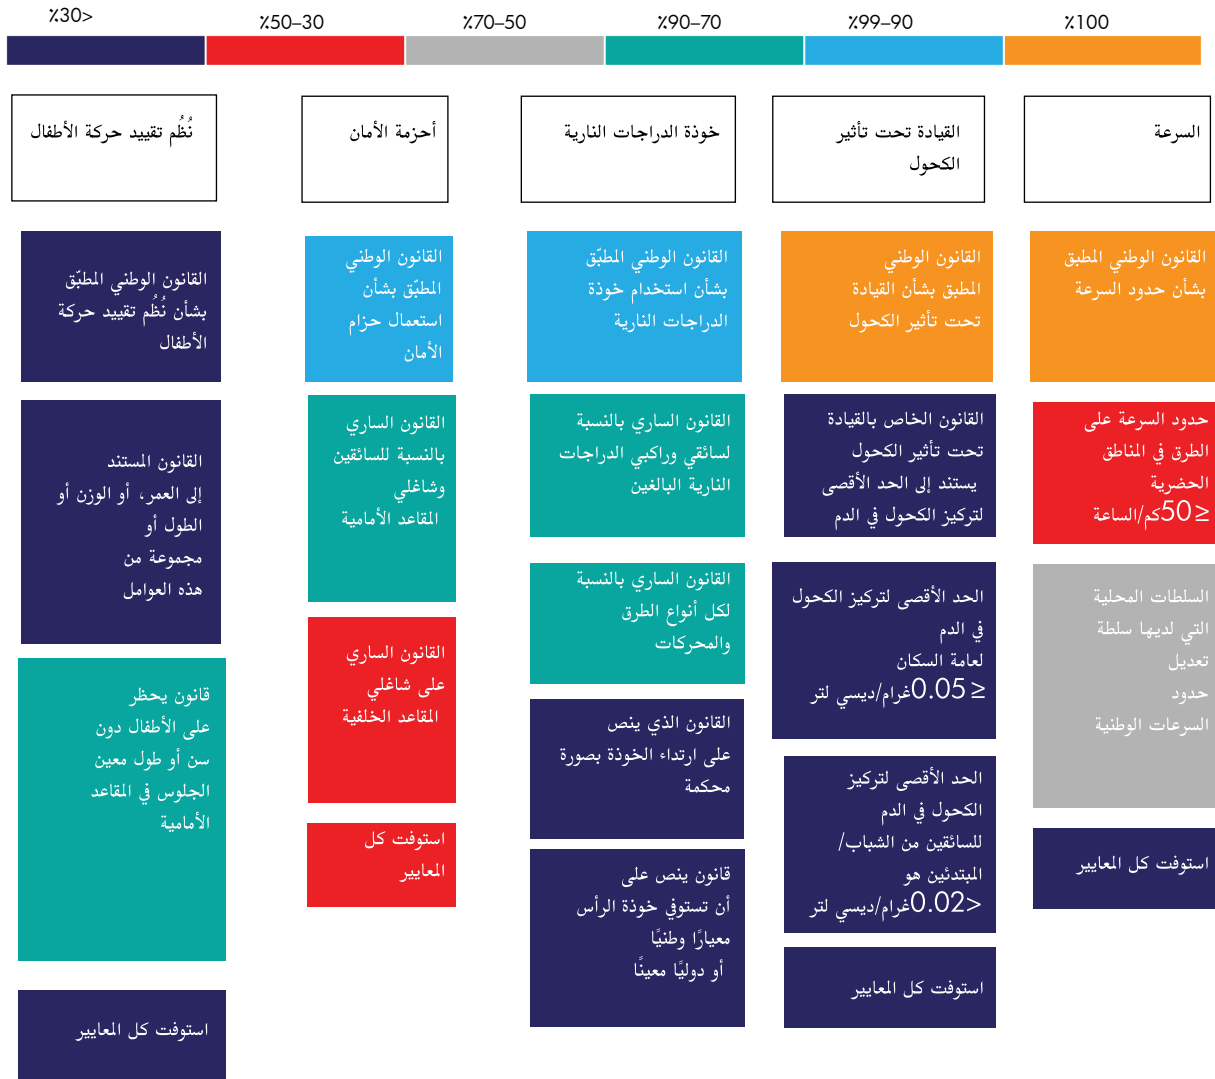 ٪100
٪99–90
٪90–70
٪70–50
٪50–30
٪30>
السرعة
القانون الوطني المطبق
بشأن حدود السرعة
حدود السرعة على
الطرق في المناطق
الحضرية
≥50كم/الساعة
السلطات المحلية
التي لديها سلطة
تعديل
حدود
السرعات الوطنية
استوفت كل المعايير
القيادة تحت تأثير
الكحول
القانون الوطني
المطبق بشأن القيادة
تحت تأثير الكحول
القانون الخاص بالقيادة
تحت تأثير الكحول
يستند إلى الحد الأقصى
لتركيز الكحول في الدم
الحد الأقصى لتركيز الكحول
في الدم
لعامة السكان
≥ 0.05غرام/ديسي لتر
الحد الأقصى لتركيز
الكحول في الدم
للسائقين من الشباب/
المبتدئين هو
>0.02غرام/ديسي لتر
استوفت كل المعايير
خوذة الدراجات النارية
القانون الوطني المطبّق
بشأن استخدام خوذة
الدراجات النارية
القانون الساري بالنسبة
لسائقي وراكبي الدراجات
النارية البالغين
القانون الساري بالنسبة
لكل أنواع الطرق
والمحركات
القانون الذي ينص
على ارتداء الخوذة بصورة
محكمة
قانون ينص على
أن تستوفي خوذة الرأس
معيارًا وطنيًا
أو دوليًا معينًا
أحزمة الأمان
القانون الوطني
المطبّق بشأن
استعمال حزام
الأمان
القانون الساري
بالنسبة للسائقين
وشاغلي
المقاعد الأمامية
القانون الساري
على شاغلي
المقاعد الخلفية
استوفت كل
المعايير
نُظُم تقييد حركة الأطفال
القانون الوطني المطبّق
بشأن نُظُم تقييد حركة
الأطفال
القانون المستند
إلى العمر، أو الوزن أو
الطول أو
مجموعة من
هذه العوامل
قانون يحظر
على الأطفال دون
سن أو طول معين
الجلوس في المقاعد
الأمامية
استوفت كل المعايير